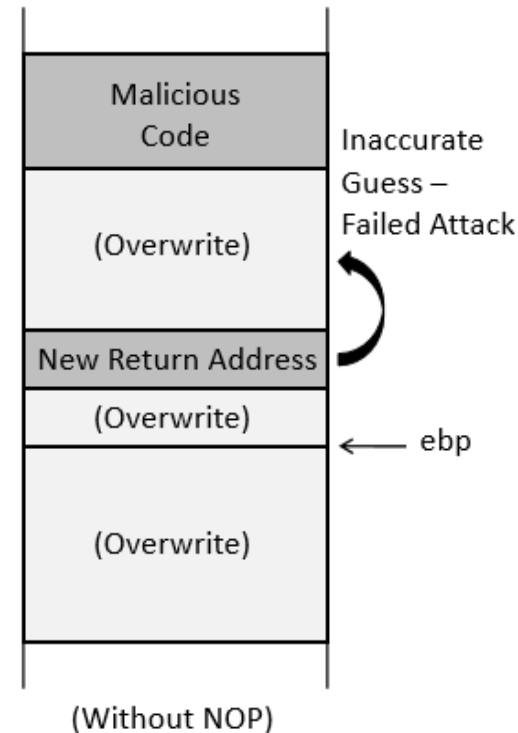 Malicious
Code
Inaccurate
Guess –
Failed Attack
(Overwrite)
New Return Address
(Overwrite)
ebp
(Overwrite)
(Without NOP)